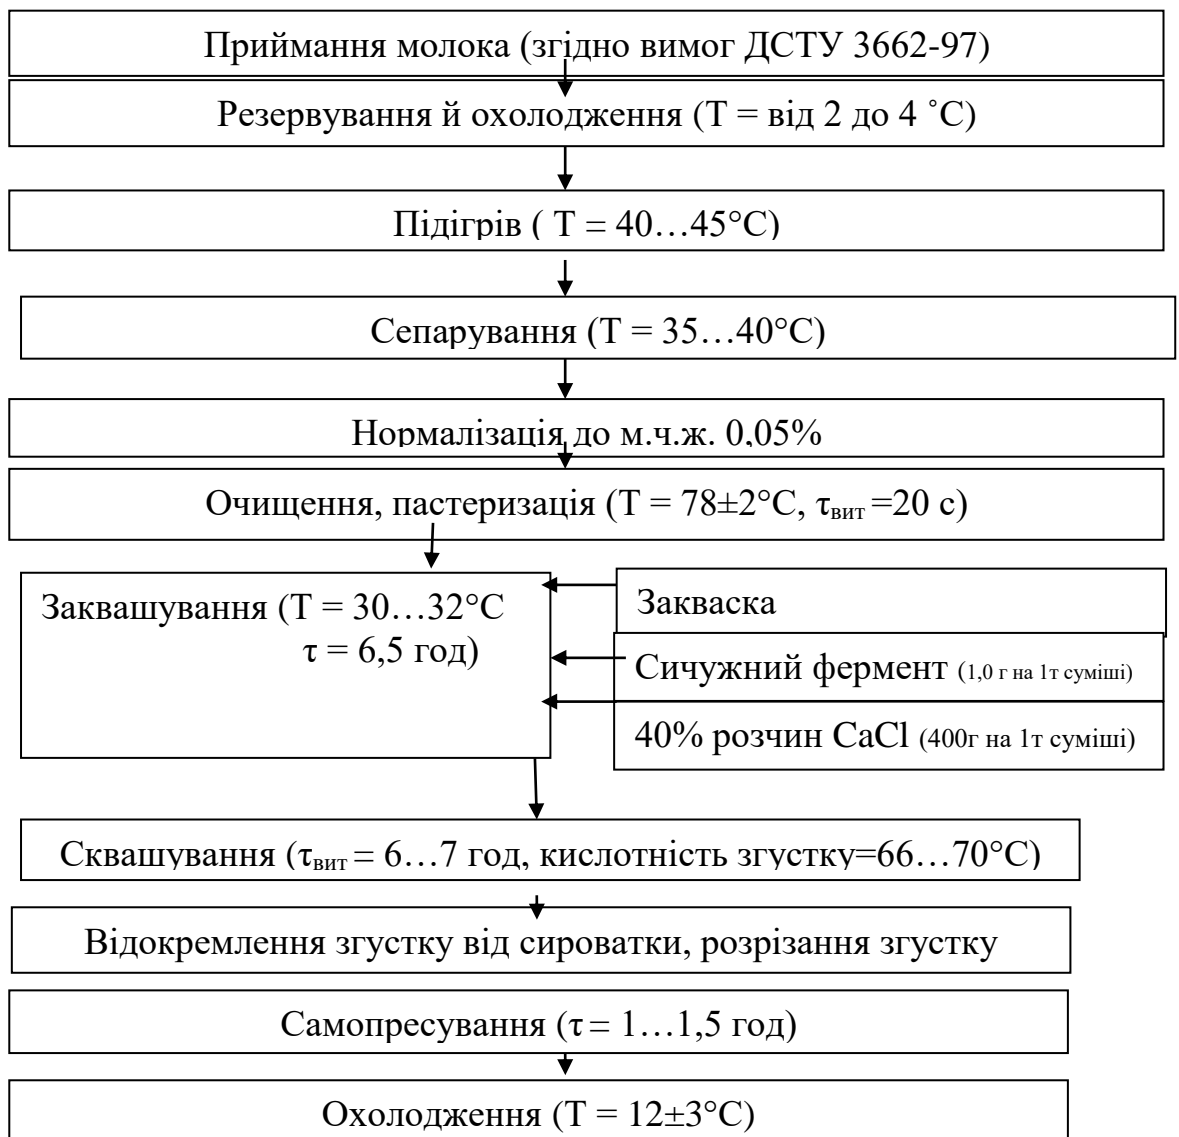 Приймання молока (згідно вимог ДСТУ 3662-97)
Резервування й охолодження (Т = від 2 до 4 ˚С)
Підігрів ( Т = 40…45°С)
Сепарування (Т = 35…40°С)
Нормалізація до м.ч.ж. 0,05%
Очищення, пастеризація (Т = 78±2°С, τвит =20 с)
Заквашування (Т = 30…32°С
τ = 6,5 год)
Закваска
Сичужний фермент (1,0 г на 1т суміші)
40% розчин CaCl (400г на 1т суміші)
Сквашування (τвит = 6…7 год, кислотність згустку=66…70°С)
Відокремлення згустку від сироватки, розрізання згустку
Самопресування (τ = 1…1,5 год)
Охолодження (Т = 12±3°С)